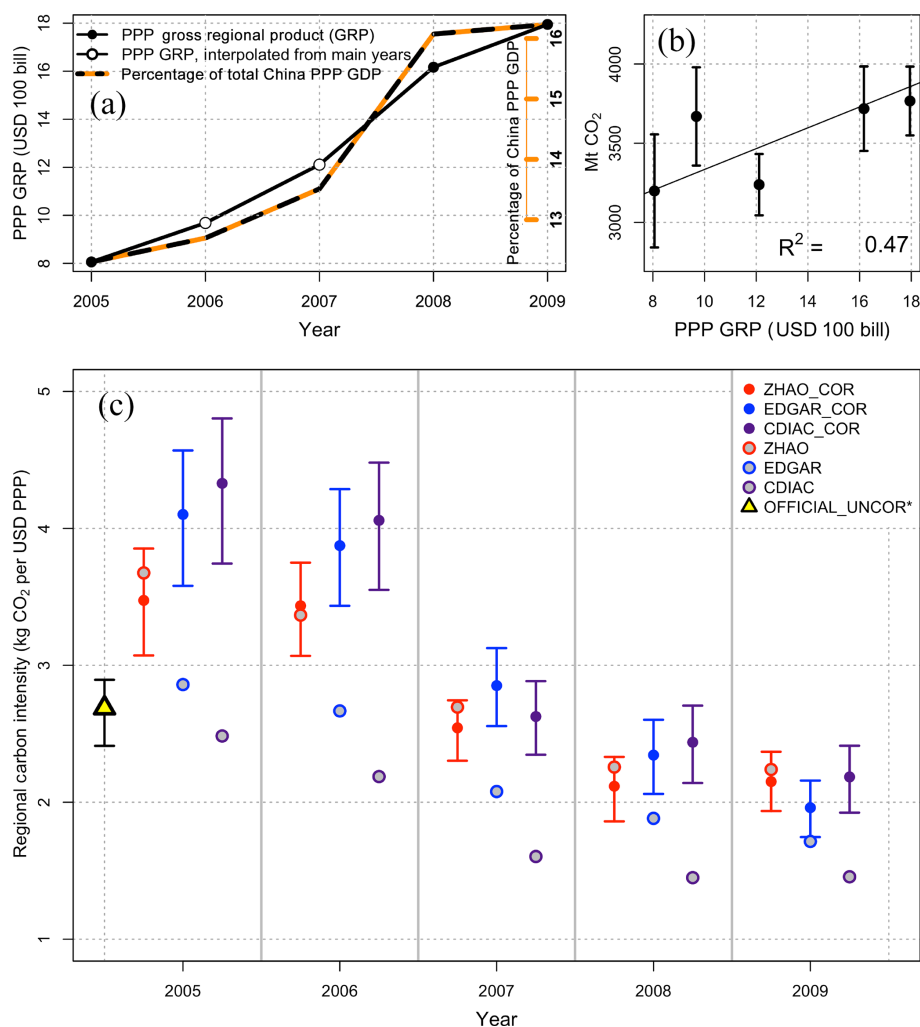 PPP gross regional product (GRP)
PPP GRP, interpolated from main years
Percentage of total China PPP GDP
(a)
18
16
14
12
10
8
PPP GRP (USD 100 bill)
16
15
14
13
Percentage of China PPP GDP
2005 2006 2007 2008 2009
Year
(b)
4000
3500
3000
Mt CO2
R2 = 0.47
8 10 12 14 16 18
PPP GRP (USD 100 bill)
(c)
5
4
3
2
1
Regional carbon intensity (kg CO2 per USD PPP)
ZHAO_COR
EDGAR_COR
CDIAC_COR
ZHAO
EDGAR
CDIAC
OFFICIAL_UNCOR*
2005 2006 2007 2008 2009
Year